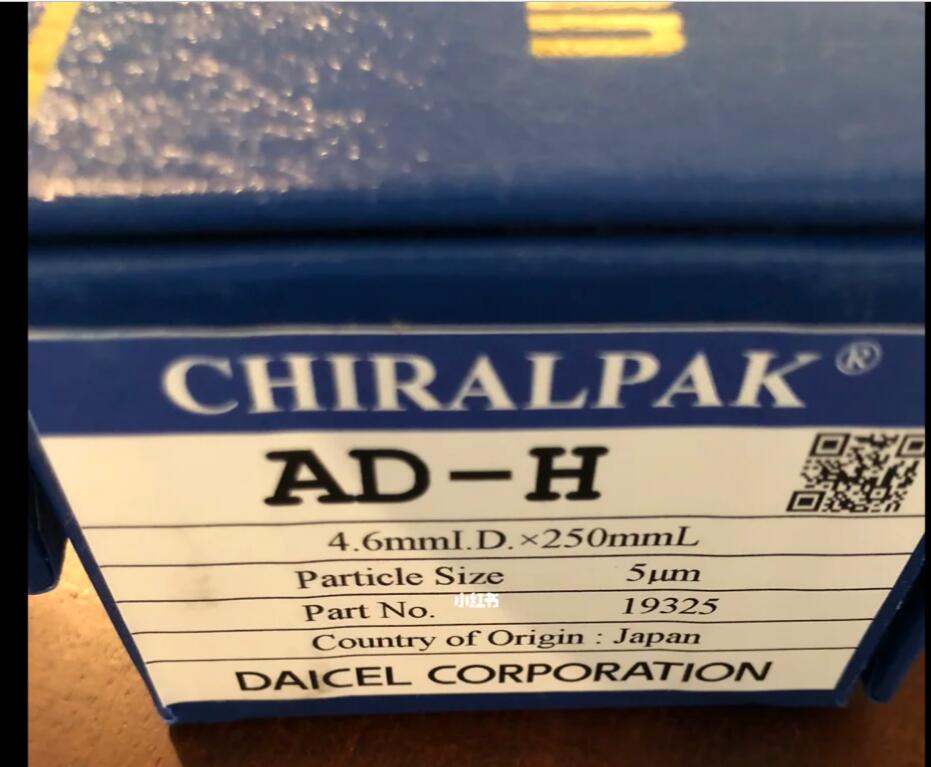 CHIRALPAK®
AD-H
4.6mmI.D.×250mmL
Particle Size 5µm
Part No. 19325
小红书
Country of Origin : Japan
DAICEL CORPORATION